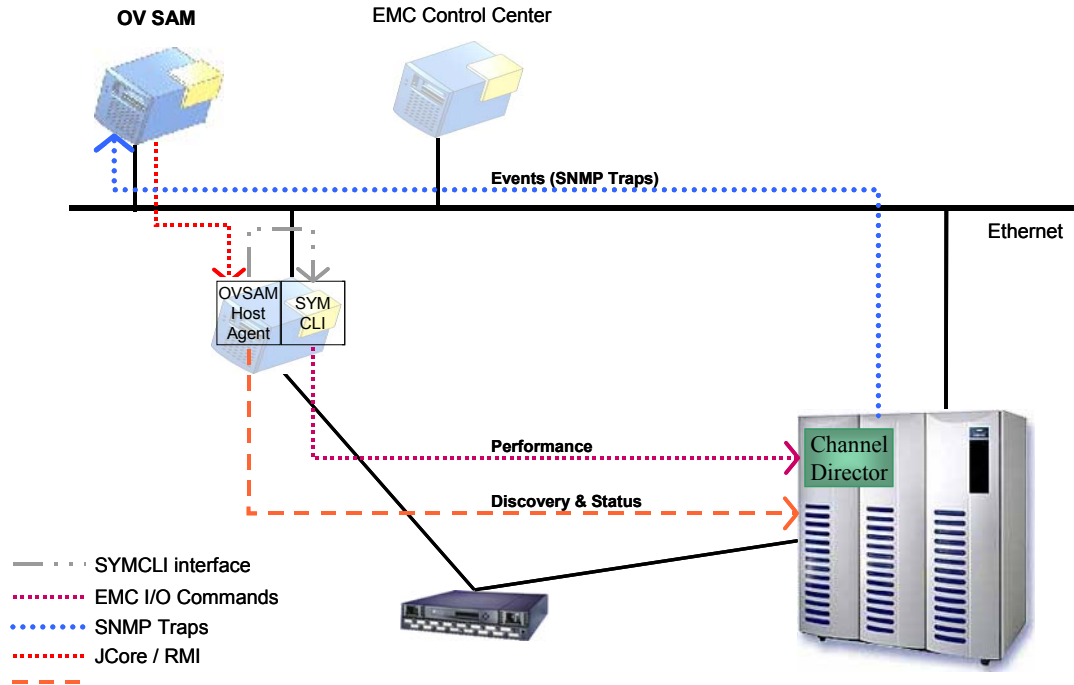 OV SAM
EMC Control Center
Events (SNMP Traps)
Ethernet
OVSAM
Host
Agent
SYM
CLI
Channel
Director
Performance
Discovery & Status
SYMCLI interface
EMC I/O Commands
SNMP Traps
JCore / RMI